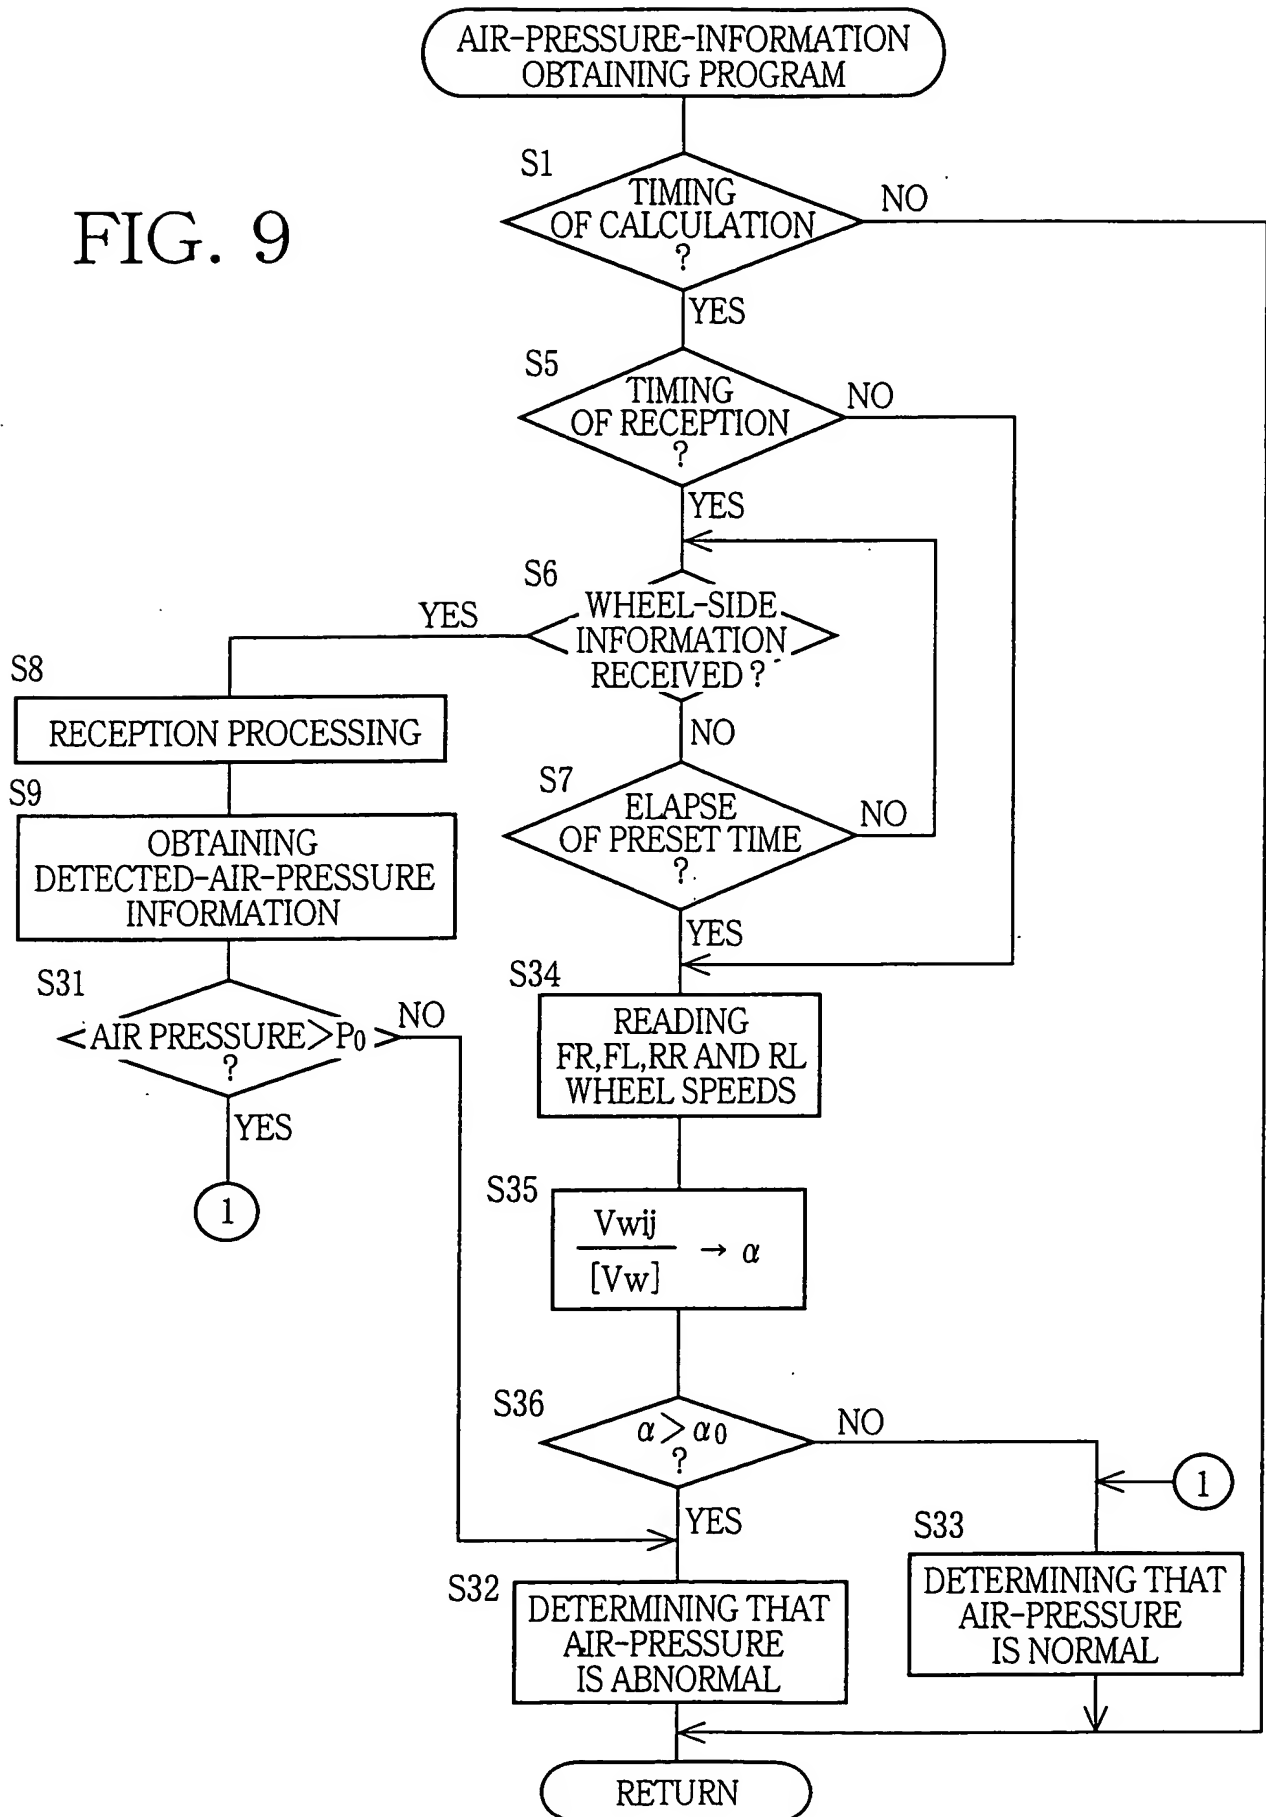 AIR-PRESSURE-INFORMATION
OBTAINING PROGRAM
FIG. 9
S1
TIMING
OF CALCULATION
?
NO
YES
S5
TIMING
OF RECEPTION
?
NO
YES
S6
WHEEL-SIDE
INFORMATION
RECEIVED ?
YES
NO
S8
RECEPTION PROCESSING
S7
ELAPSE
OF PRESET TIME
?
NO
YES
S9
OBTAINING
DETECTED-AIR-PRESSURE
INFORMATION
S31
AIR PRESSURE > P0
?
NO
YES
1
S34
READING
FR,FL,RR AND RL
WHEEL SPEEDS
S35
Vwij
[Vw]
→ α
S36
α > α0
?
NO
YES
1
S33
DETERMINING THAT
AIR-PRESSURE
IS NORMAL
S32
DETERMINING THAT
AIR-PRESSURE
IS ABNORMAL
RETURN